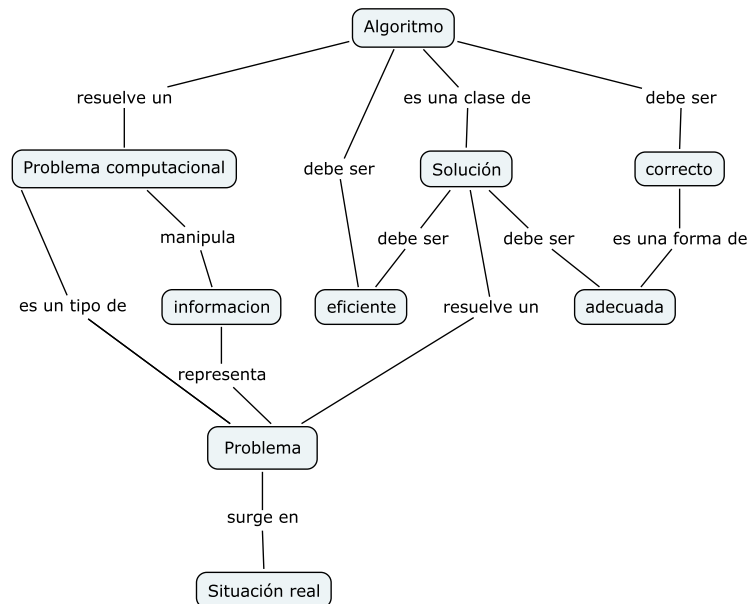 Algoritmo
resuelve un
es una clase de
debe ser
Problema computacional
debe ser
Solución
correcto
manipula
debe ser
debe ser
es una forma de
es un tipo de
informacion
eficiente
resuelve un
adecuada
representa
Problema
surge en
Situación real